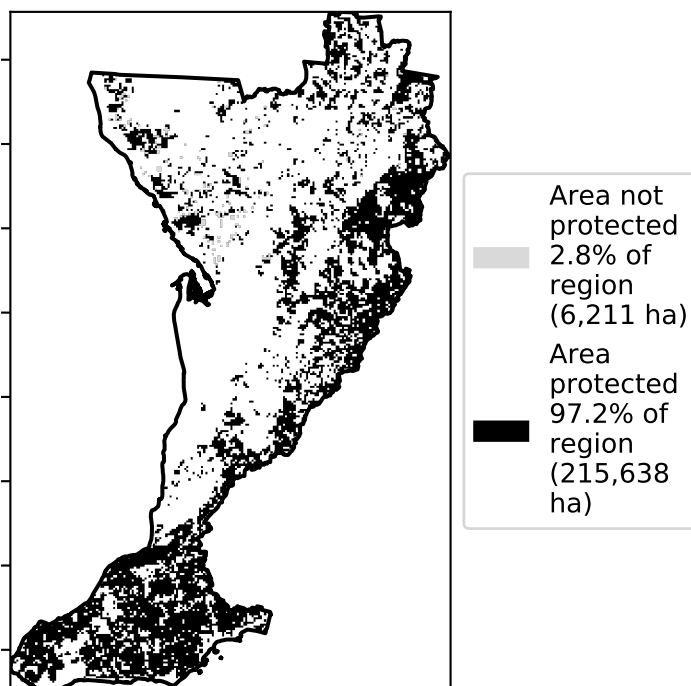 Area not
protected
2.8% of
region
(6,211 ha)
Area
protected
97.2% of
region
(215,638
ha)